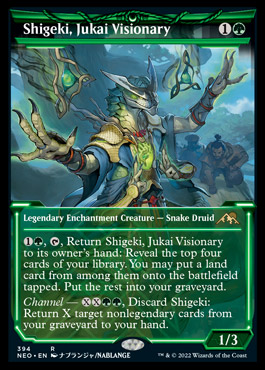 Shigeki, Jukai Visionary 1
Legendary Enchantment Creature — Snake Druid
1, , Return Shigeki, Jukai Visionary
to its owner's hand: Reveal the top four
cards of your library. You may put a land
card from among them onto the battlefield
tapped. Put the rest into your graveyard.
Channel — XX, Discard Shigeki:
Return X target nonlegendary cards from
your graveyard to your hand.
1/3
394 R
NEO • EN ナブランジャ/NABLANGE
™ & © 2022 Wizards of the Coast